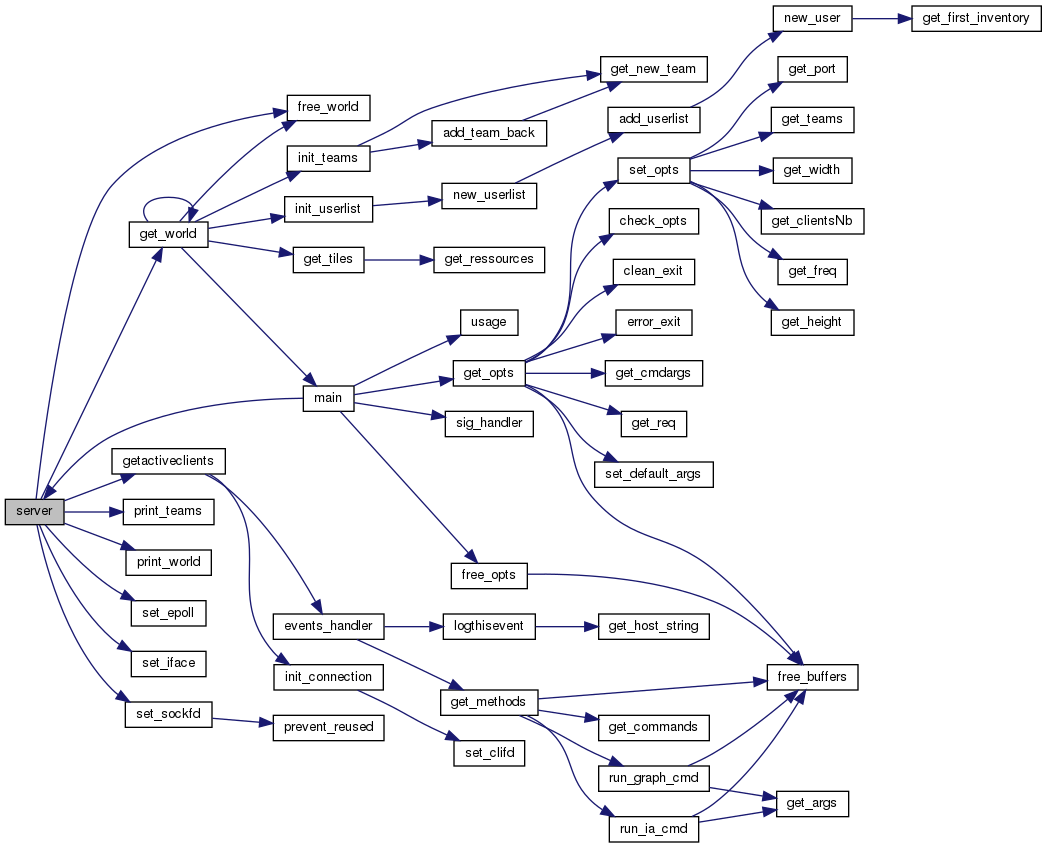 new_user
get_first_inventory
get_port
get_new_team
free_world
get_teams
add_userlist
add_team_back
init_teams
set_opts
get_width
new_userlist
init_userlist
check_opts
get_clientsNb
get_world
get_tiles
get_ressources
clean_exit
get_freq
usage
error_exit
get_height
get_opts
get_cmdargs
main
sig_handler
get_req
getactiveclients
set_default_args
server
print_teams
print_world
free_opts
set_epoll
events_handler
logthisevent
get_host_string
set_iface
init_connection
free_buffers
get_methods
set_sockfd
prevent_reused
get_commands
set_clifd
run_graph_cmd
get_args
run_ia_cmd